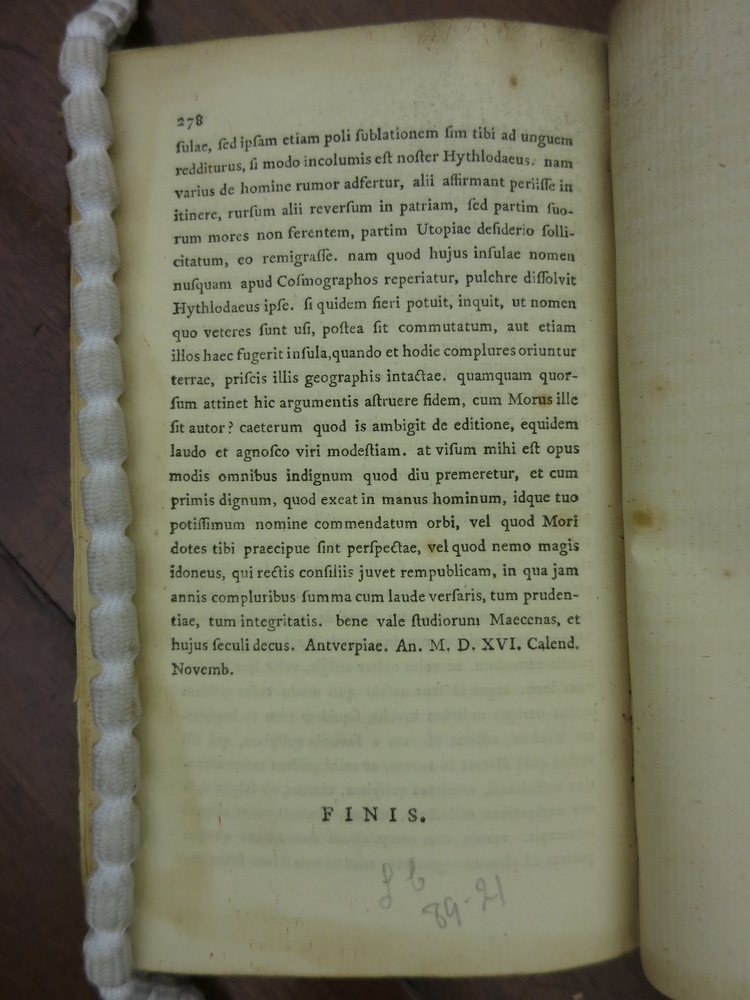 278
ſulae, ſed ipſam etiam poli ſublationem ſim tibi ad unguem
redditurus, ſi modo incolumis eſt noſter Hythlodaeus. nam
varius de homine rumor adfertur, alii affirmant periiſſe in
itinere, rurſum alii reverſum in patriam, ſed partim ſuo-
rum mores non ferentem, partim Utopiae deſiderio ſolli-
citatum, eo remigraſſe. nam quod hujus inſulae nomen
nuſquam apud Coſmographos reperiatur, pulchre diſſolvit
Hythlodaeus ipſe. ſi quidem fieri potuit, inquit, ut nomen
quo veteres ſunt uſi, poſtea ſit commutatum, aut etiam
illos haec fugerit inſula, quando et hodie complures oriuntur
terrae, priſcis illis geographis intactae. quamquam quor-
ſum attinet hic argumentis aſtruere fidem, cum Morus ille
ſit autor? caeterum quod is ambigit de editione, equidem
laudo et agnoſco viri modeſtiam. at viſum mihi eſt opus
modis omnibus indignum quod diu premeretur, et cum
primis dignum, quod exeat in manus hominum, idque tuo
potiſſimum nomine commendatum orbi, vel quod Mori
dotes tibi praecipue ſint perſpectae, vel quod nemo magis
idoneus, qui rectis conſiliis juvet rempublicam, in qua jam
annis compluribus ſumma cum laude verſaris, tum pruden-
tiae, tum integritatis. bene vale ſtudiorum Maecenas, et
hujus ſeculi decus. Antverpiae. An. M. D. XVI. Calend.
Novemb.
FINIS.